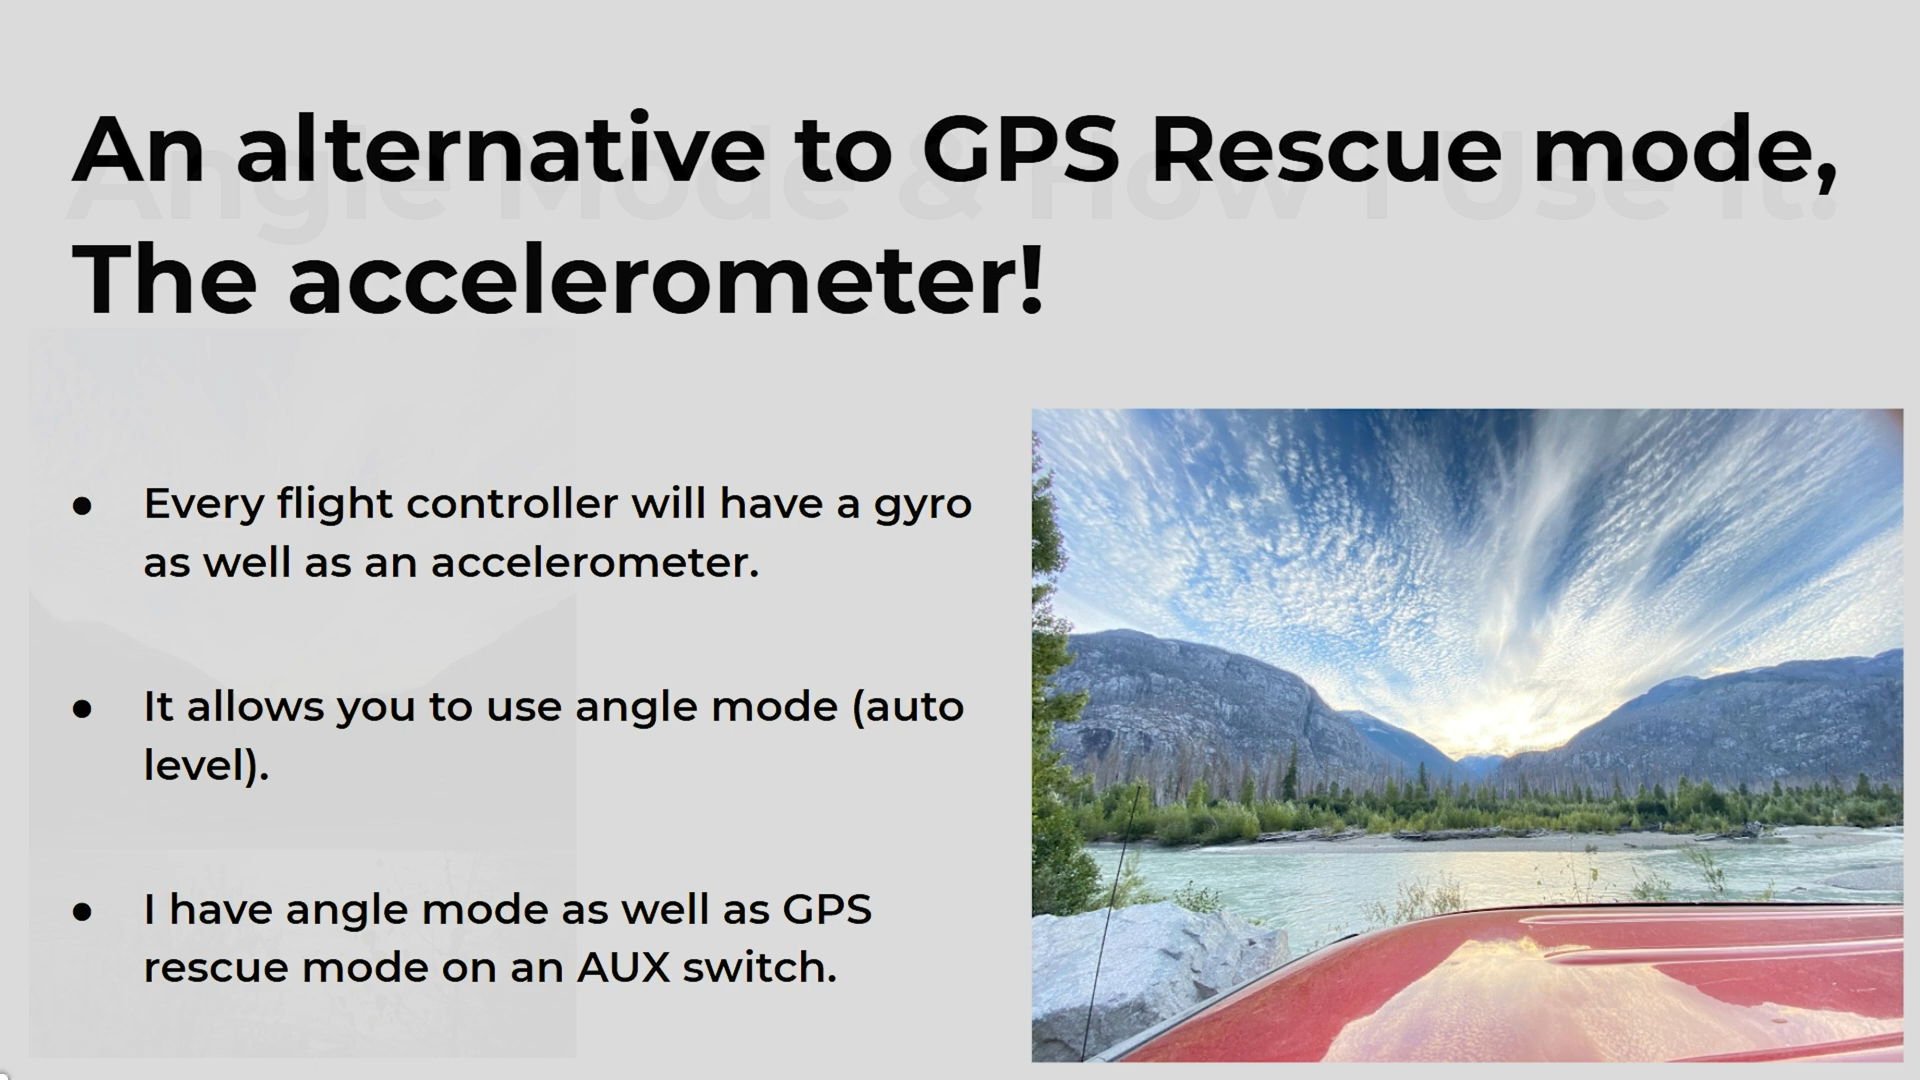 An alternative to GPS Rescue mode,
The accelerometer!
Angle Mode & How I Use It!
● Every flight controller will have a gyro
as well as an accelerometer.
● It allows you to use angle mode (auto
level).
● I have angle mode as well as GPS
rescue mode on an AUX switch.